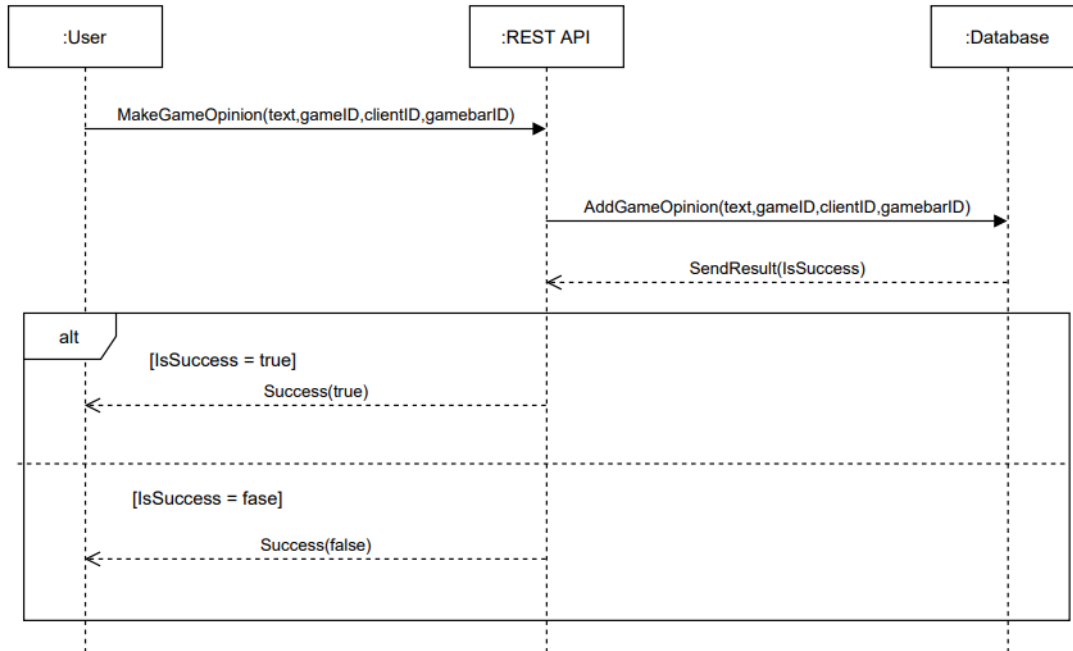 :User
:REST API
:Database
MakeGameOpinion(text,gameID,clientID,gamebarID)
AddGameOpinion(text,gameID,clientID,gamebarID)
SendResult(IsSuccess)
alt
[IsSuccess = true]
Success(true)
[IsSuccess = fase]
Success(false)